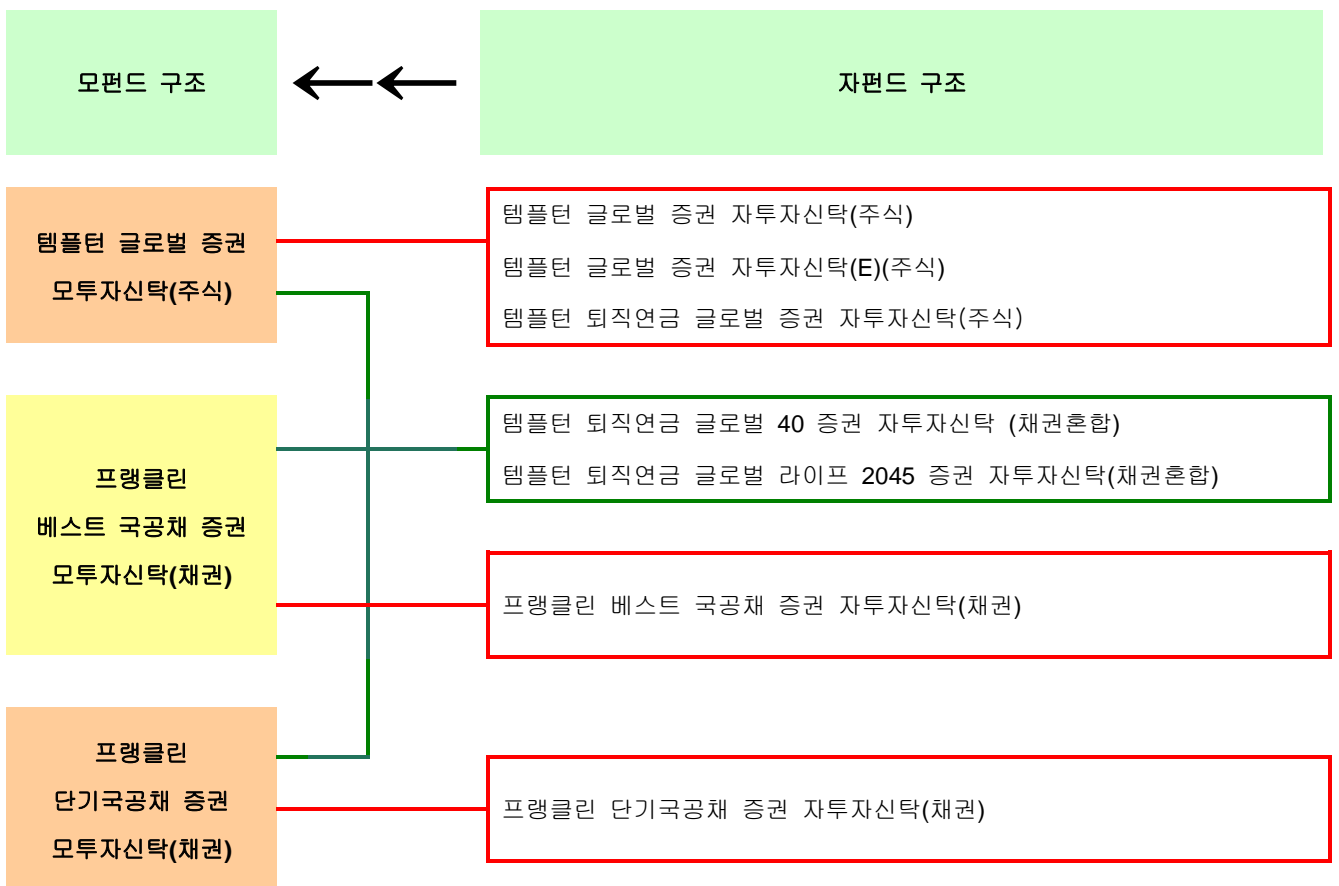 모펀드 구조
자펀드 구조
템플턴 글로벌 증권
모투자신탁(주식)
템플턴 글로벌 증권 자투자신탁(주식)
템플턴 글로벌 증권 자투자신탁(E)(주식)
템플턴 퇴직연금 글로벌 증권 자투자신탁(주식)
프랭클린
베스트 국공채 증권
모투자신탁(채권)
템플턴 퇴직연금 글로벌 40 증권 자투자신탁 (채권혼합)
템플턴 퇴직연금 글로벌 라이프 2045 증권 자투자신탁(채권혼합)
프랭클린 베스트 국공채 증권 자투자신탁(채권)
프랭클린
단기국공채 증권
모투자신탁(채권)
프랭클린 단기국공채 증권 자투자신탁(채권)